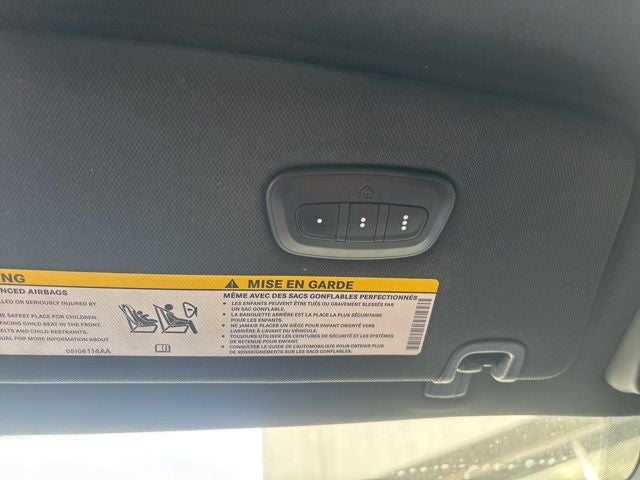 NG
MISE EN GARDE
NCED AIRBAGS
LLED OR SERIOUSLY INJURED BY
E SAFEST PLACE FOR CHILDREN.
FACING CHILD SEAT IN THE FRONT.
ELTS AND CHILD RESTRAINTS.
NUAL FOR MORE INFORMATION ABOUT
05108114AA
MÊME AVEC DES SACS GONFLABLES PERFECTIONNÉS
• LES ENFANTS PEUVENT ÊTRE TUÉS OU GRAVEMENT BLESSÉS PAR
UN SAC GONFLABLE.
• LA BANQUETTE ARRIÈRE EST LA PLACE LA PLUS SÉCURITAIRE
POUR LES ENFANTS.
• NE JAMAIS PLACER UN SIÈGE POUR ENFANT ORIENTÉ VERS
L'ARRIÈRE À L'AVANT DU VÉHICULE.
• TOUJOURS UTILISER LES CEINTURES DE SÉCURITÉ ET LES SYSTÈMES
DE RETENUE POUR ENFANT.
• CONSULTER LE GUIDE DE L'AUTOMOBILISTE POUR OBTENIR PLUS
DE RENSEIGNEMENTS SUR LES SACS GONFLABLES.